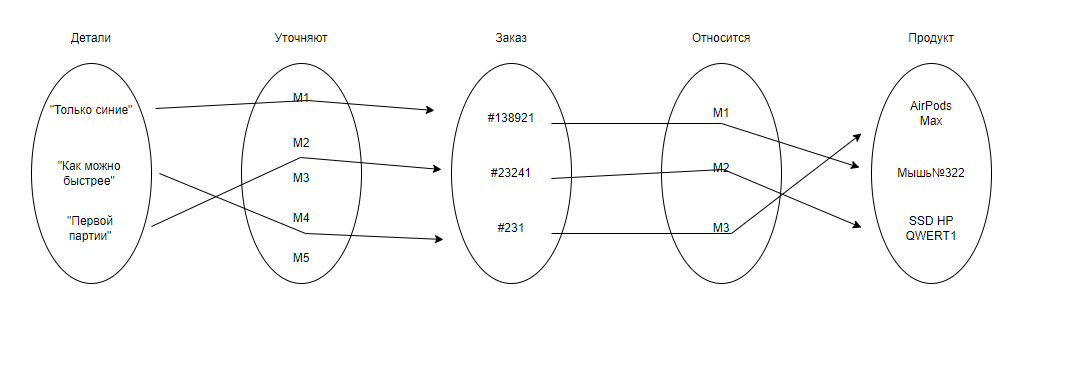 Детали
Уточняют
Заказ
Относится
Продукт
"Только синие"
"Как можно
быстрее"
"Первой
партии"
M1
M2
M3
M4
M5
#138921
#23241
#231
M1
M2
M3
AirPods
Max
Мышь№322
SSD HP
QWERT1